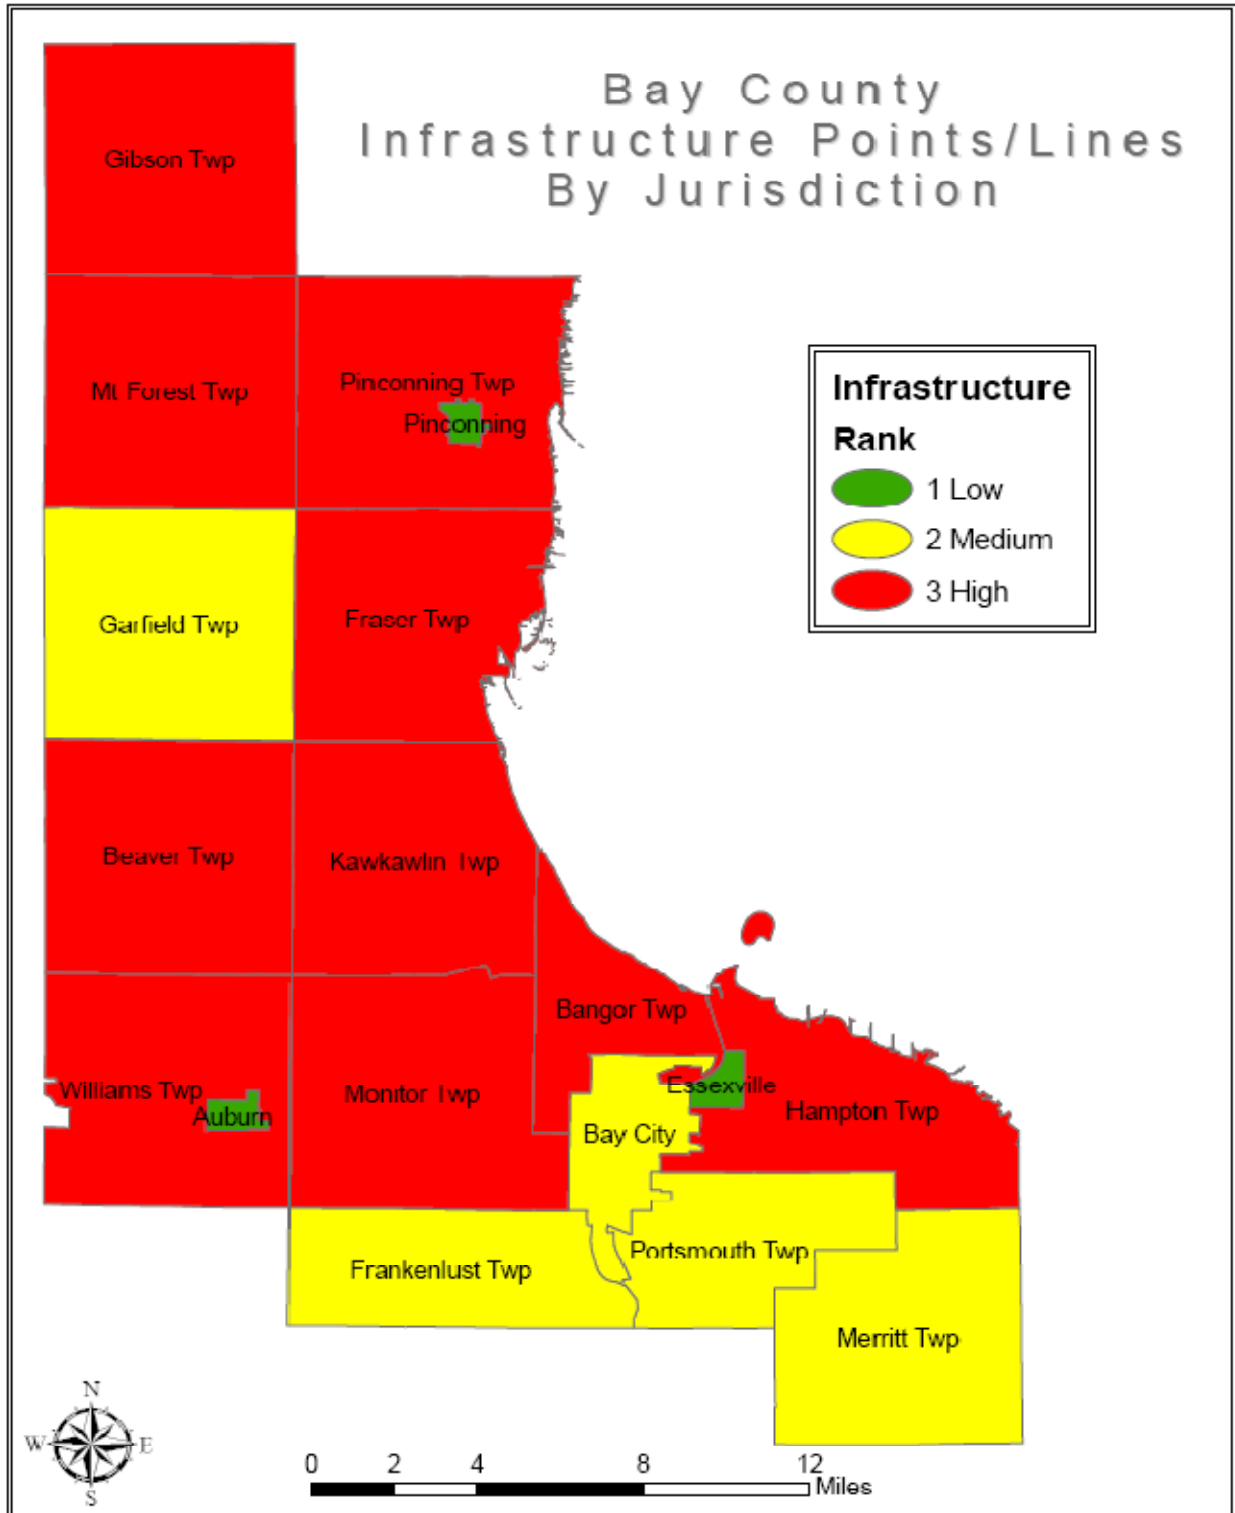 Bay County
Infrastructure Points/Lines
By Jurisdiction
Gibson Twp
Mt Forest Twp
Pinconning Twp
Pinconning
Infrastructure
Rank
1 Low
2 Medium
3 High
Garfield Twp
Fraser Twp
Beaver Twp
Kawkawlin Twp
Bangor Twp
Williams Twp
Auburn
Monitor Twp
Essexville
Hampton Twp
Bay City
Portsmouth Twp
Frankenlust Twp
Merritt Twp
N
W
E
S
0 2 4 8 12
Miles